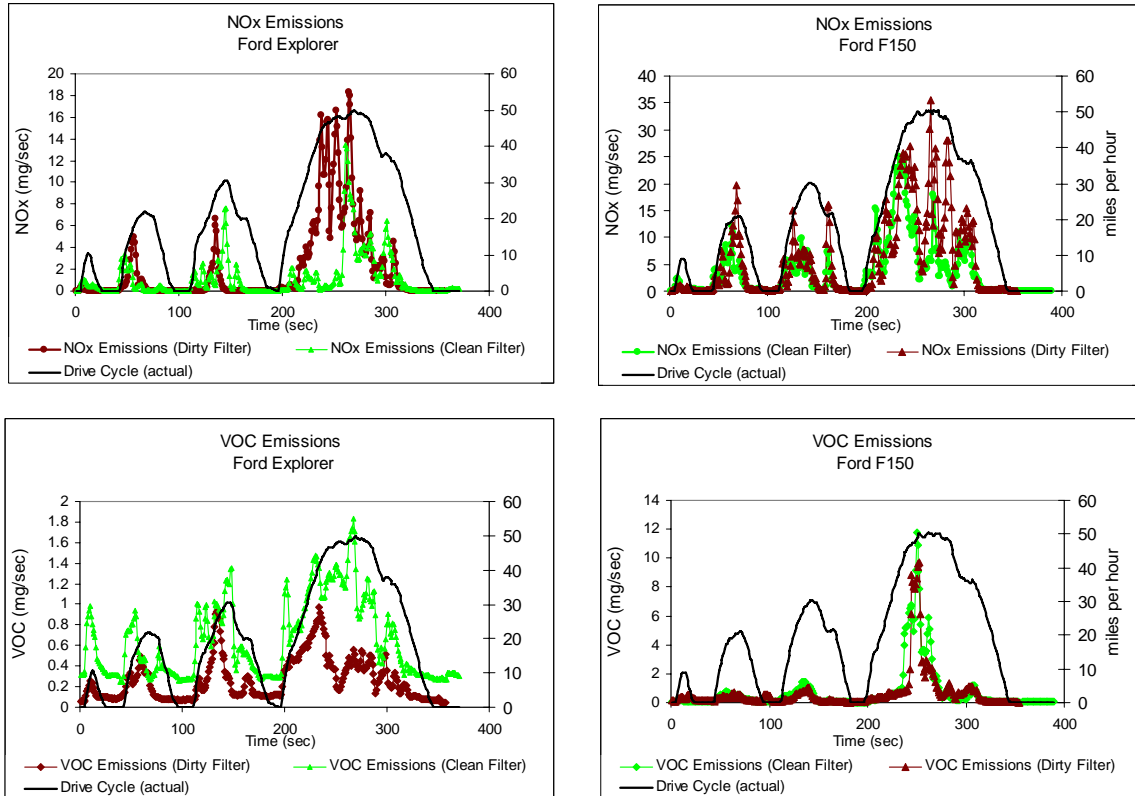 NOx Emissions
Ford Explorer
NOx (mg/sec)
20
18
16
14
12
10
8
6
4
2
0
60
50
40
30
20
10
0
0 100 200 300 400
Time (sec)
NOx Emissions (Dirty Filter) NOx Emissions (Clean Filter)
Drive Cycle (actual)
NOx Emissions
Ford F150
NOx (mg/sec)
40
35
30
25
20
15
10
5
0
60
50
40
30
20
10
0
miles per hour
0 100 200 300 400
Time (sec)
NOx Emissions (Clean Filter) NOx Emissions (Dirty Filter)
Drive Cycle (actual)
VOC Emissions
Ford Explorer
VOC (mg/sec)
2
1.8
1.6
1.4
1.2
1
0.8
0.6
0.4
0.2
0
60
50
40
30
20
10
0
0 100 200 300 400
Time (sec)
VOC Emissions (Dirty Filter) VOC Emissions (Clean Filter)
Drive Cycle (actual)
VOC Emissions
Ford F150
VOC (mg/sec)
14
12
10
8
6
4
2
0
60
50
40
30
20
10
0
miles per hour
0 100 200 300 400
Time (sec)
VOC Emissions (Clean Filter) VOC Emissions (Dirty Filter)
Drive Cycle (actual)